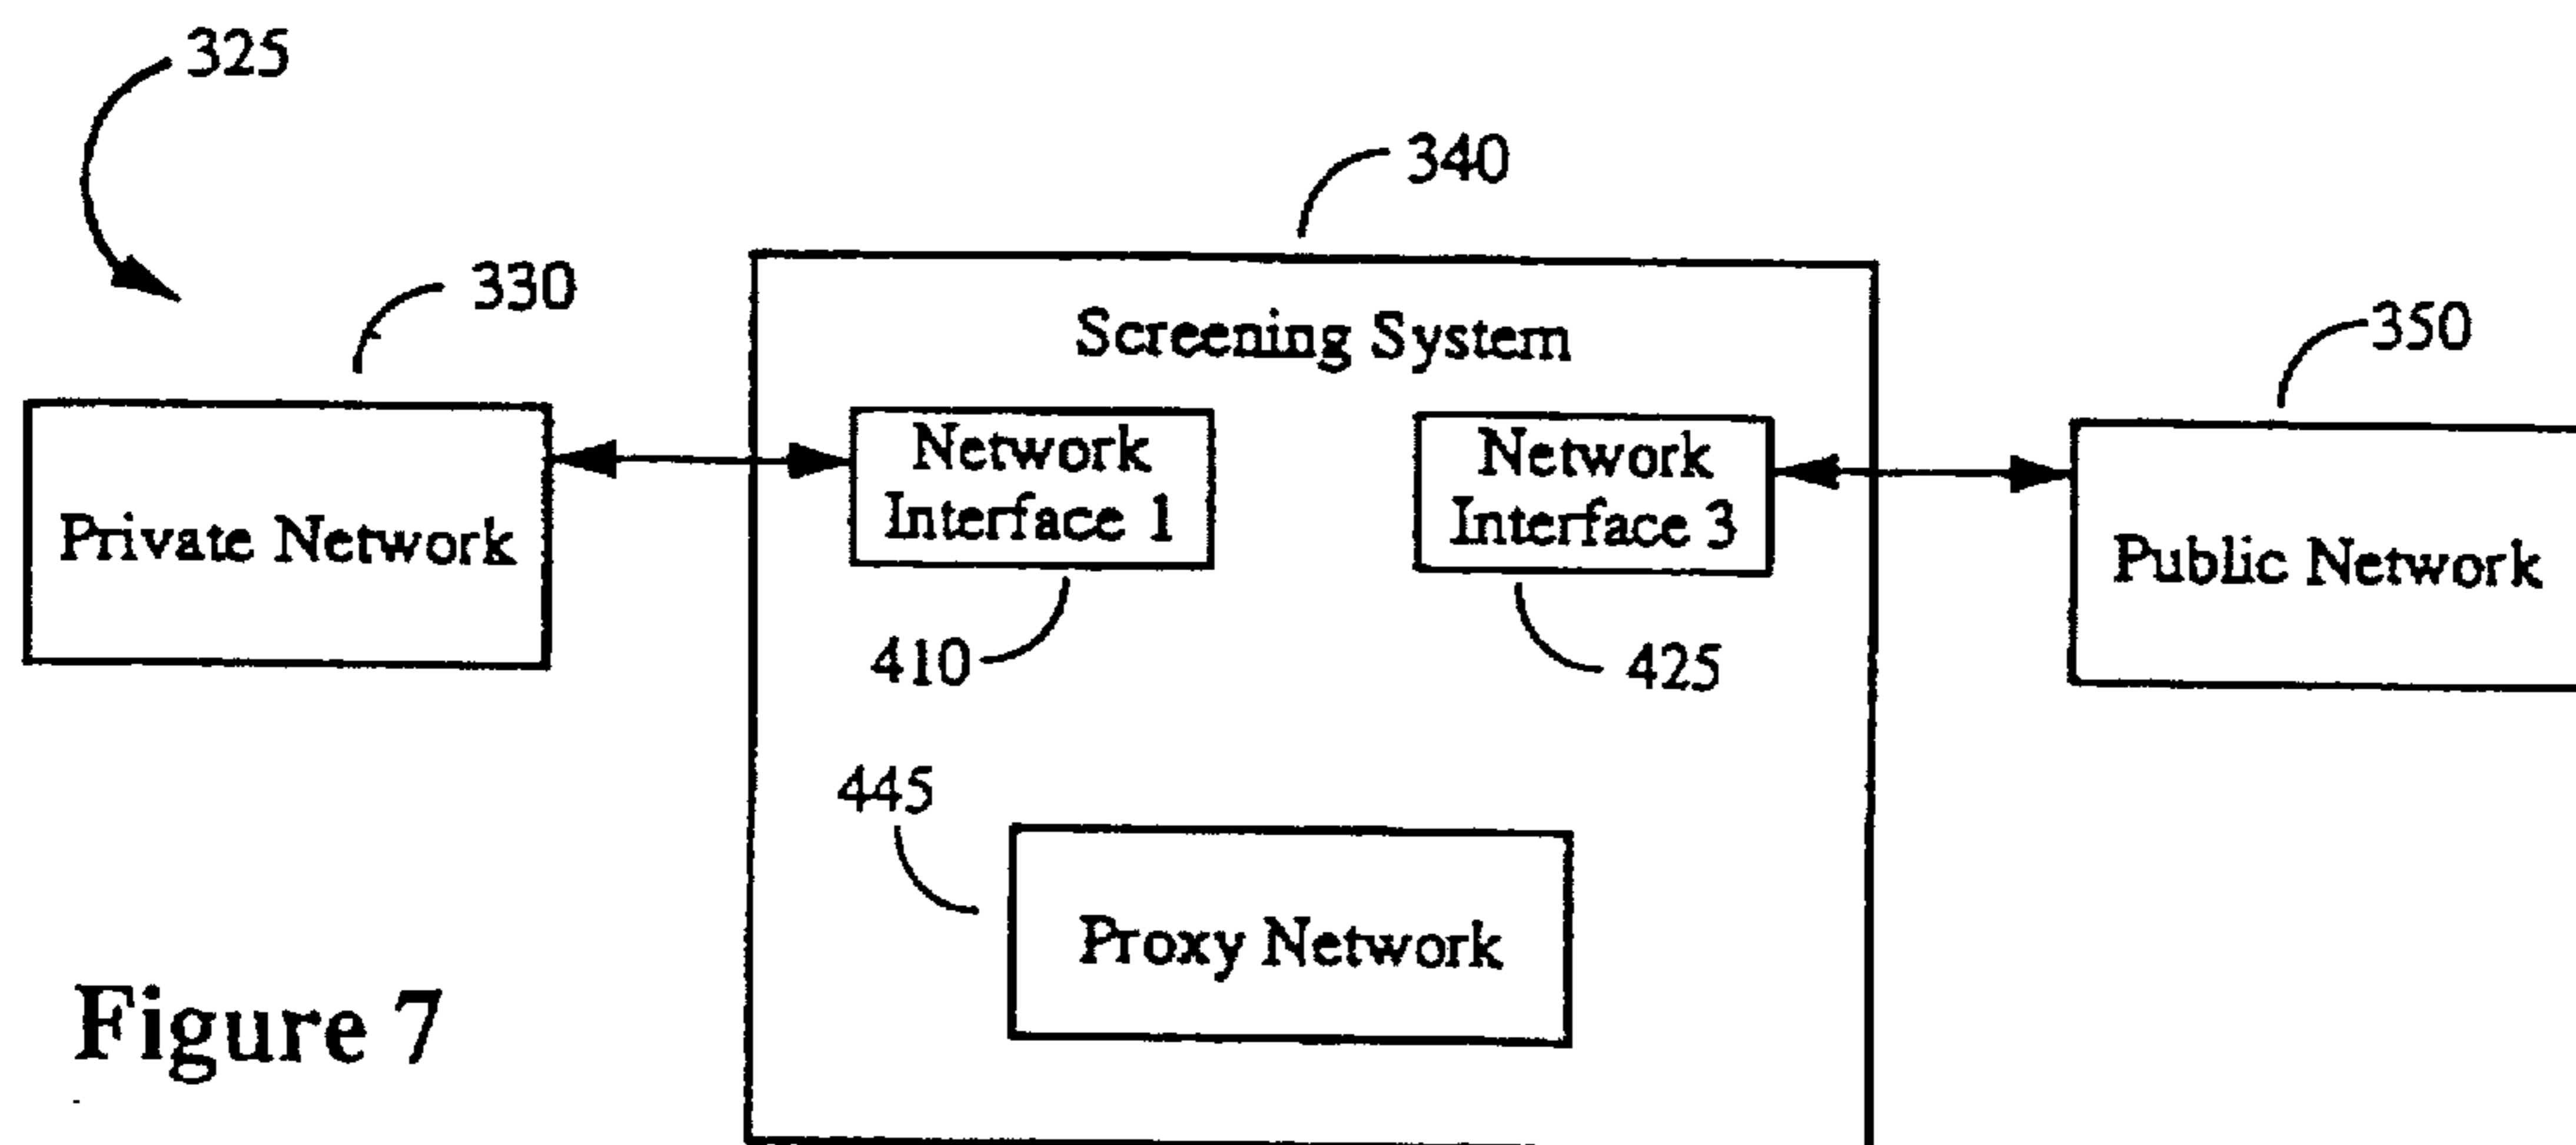 325
340
330
Screening System
350
Network
Interface 1
Network
Interface 3
Private Network
Public Network
410
425
445
Proxy Network
Figure 7